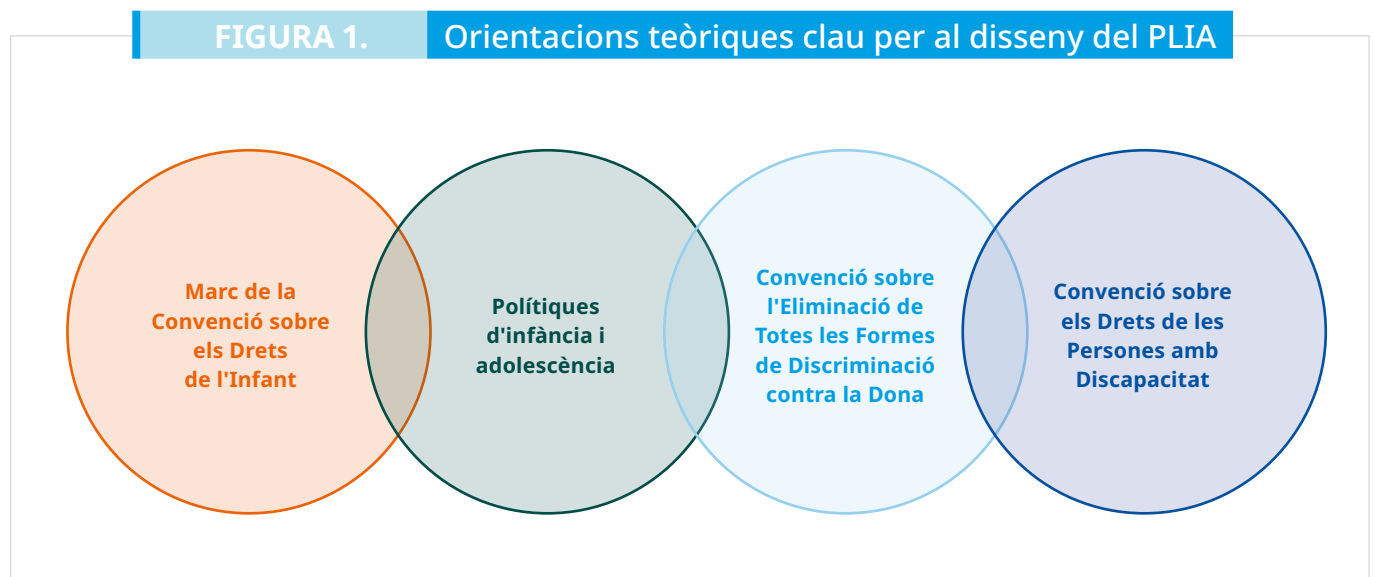 FIGURA 1. Orientacions teòriques clau per al disseny del PLIA
Marc de la
Convenció sobre
els Drets
de l'Infant
Polítiques
d'infància i
adolescència
Convenció sobre
l'Eliminació de
Totes les Formes
de Discriminació
contra la Dona
Convenció sobre
els Drets de les
Persones amb
Discapacitat